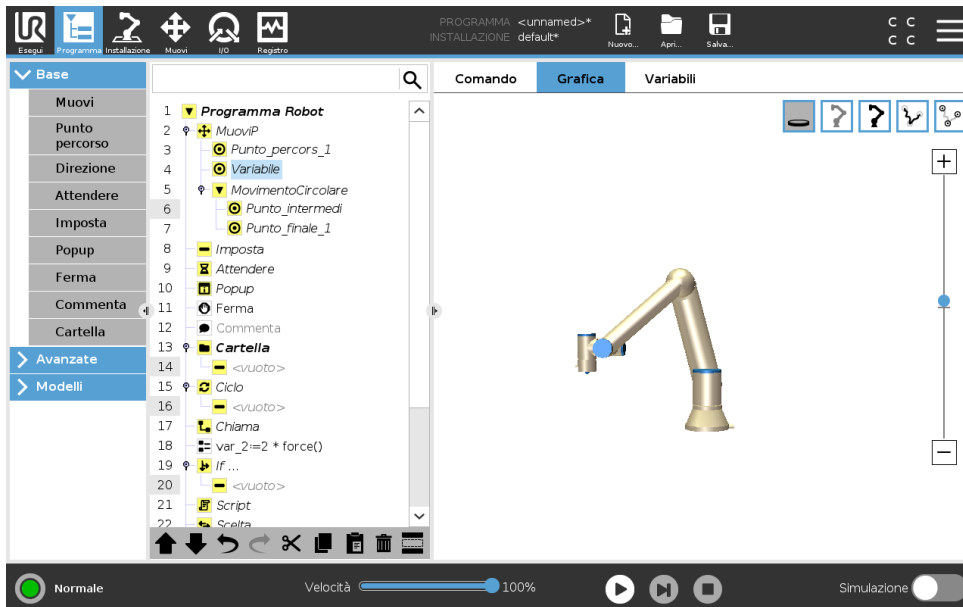 PROGRAMMA <unnamed>*
INSTALLAZIONE default*
UR
Esegui
Programma
Installazione
Muovi
I/O
Registro
Nuovo...
Apri...
Salva...
C C
C C
Base
Muovi
Punto
percorso
Direzione
Attendere
Imposta
Popup
Ferma
Commenta
Cartella
Avanzate
Modelli
1 Programma Robot
2 MuoviP
3 Punto_percors_1
4 Variabile
5 MovimentoCircolare
6 Punto_intermedi
7 Punto_finale_1
8 Imposta
9 Attendere
10 Popup
11 Ferma
12 Commenta
13 Cartella
14 <vuoto>
15 Ciclo
16 <vuoto>
17 Chiama
18 var_2:=2 * force()
19 If ...
20 <vuoto>
21 Script
22 Scelta
Comando
Grafica
Variabili
Normale
Velocità
100%
Simulazione